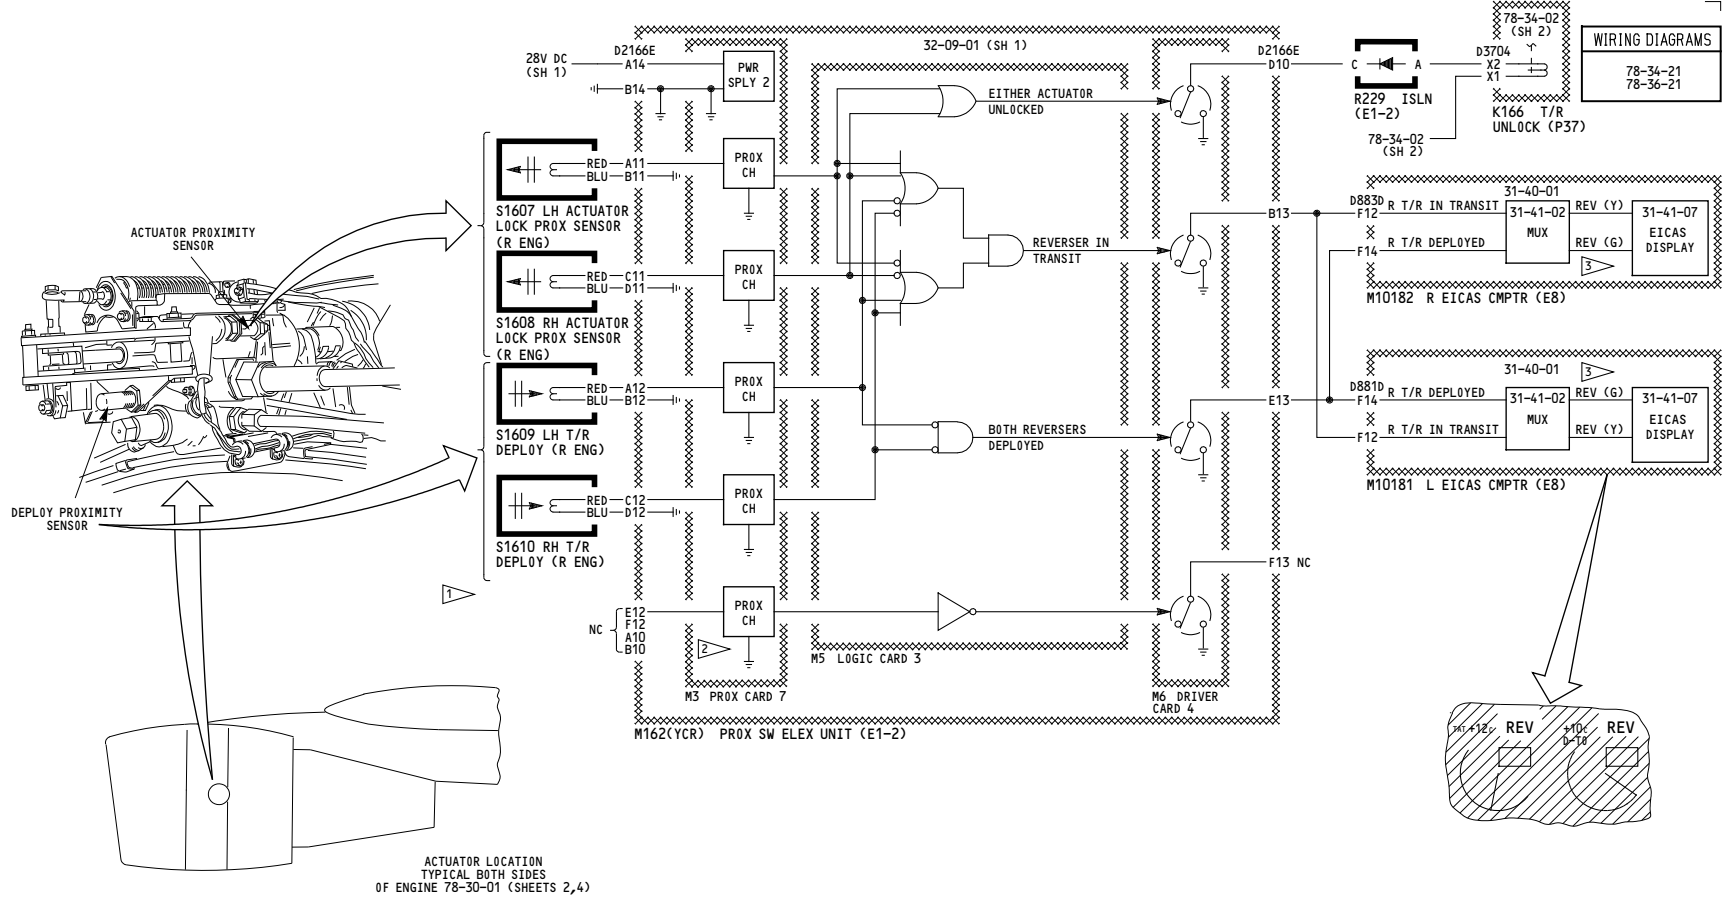 28V DC
(SH 1)
D2166E
A14
B14
PWR
SPLY 2
32-09-01 (SH 1)
EITHER ACTUATOR
UNLOCKED
D2166E
D10
C
A
R229 ISLN
(E1-2)
78-34-02
(SH 2)
D3704
X2
X1
K166 T/R
UNLOCK (P37)
78-34-02
(SH 2)
WIRING DIAGRAMS
78-34-21
78-36-21
RED
A11
BLU
B11
PROX
CH
S1607 LH ACTUATOR
LOCK PROX SENSOR
(R ENG)
RED
C11
BLU
D11
PROX
CH
S1608 RH ACTUATOR
LOCK PROX SENSOR
(R ENG)
RED
A12
BLU
B12
PROX
CH
S1609 LH T/R
DEPLOY (R ENG)
RED
C12
BLU
D12
PROX
CH
S1610 RH T/R
DEPLOY (R ENG)
1
NC
E12
F12
A10
B10
PROX
CH
2
M3 PROX CARD 7
M5 LOGIC CARD 3
M6 DRIVER
CARD 4
M162(YCR) PROX SW ELEX UNIT (E1-2)
REVERSER IN
TRANSIT
BOTH REVERSERS
DEPLOYED
B13
E13
F13 NC
31-40-01
D883D
F12
R T/R IN TRANSIT
F14
R T/R DEPLOYED
31-41-02
MUX
REV (Y)
REV (G)
3
31-41-07
EICAS
DISPLAY
M10182 R EICAS CMPTR (E8)
31-40-01
3
D881D
F14
R T/R DEPLOYED
F12
R T/R IN TRANSIT
31-41-02
MUX
REV (G)
REV (Y)
31-41-07
EICAS
DISPLAY
M10181 L EICAS CMPTR (E8)
TAT +12c
REV
+10c
D-TO
REV
ACTUATOR PROXIMITY
SENSOR
DEPLOY PROXIMITY
SENSOR
ACTUATOR LOCATION
TYPICAL BOTH SIDES
OF ENGINE 78-30-01 (SHEETS 2,4)